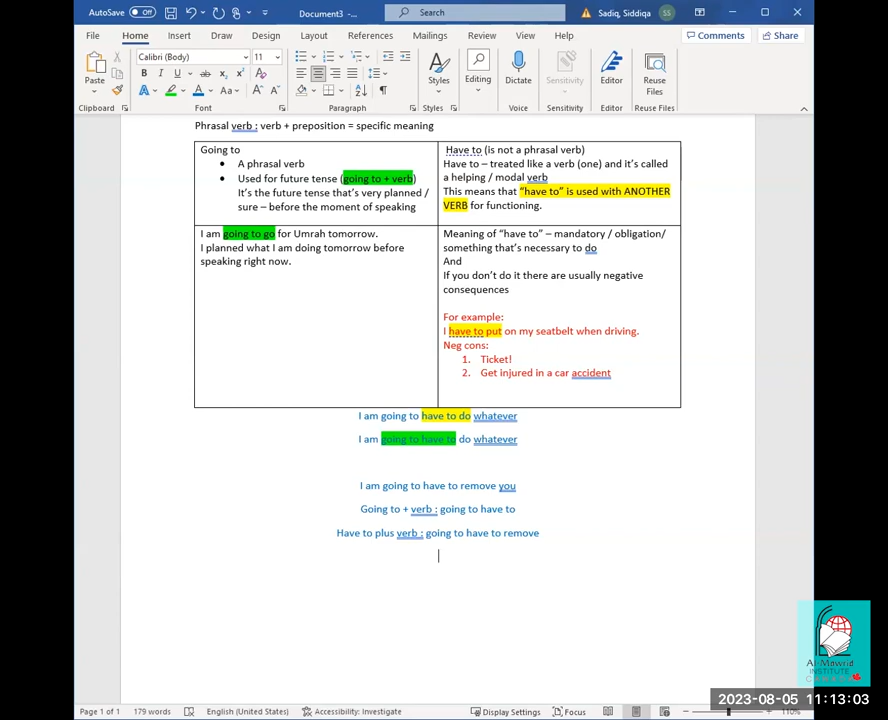 AutoSave Off Document3 -... Search Sadiq, Siddiqa SS
File Home Insert Draw Design Layout References Mailings Review View Help Comments Share
Calibri (Body) 11
Paste B I U ab x₂ x² Styles Editing Dictate Sensitivity Editor Reuse Files
A A Aa A A
Clipboard Font Paragraph Styles Voice Sensitivity Editor Reuse Files
Phrasal verb : verb + preposition = specific meaning
Going to
• A phrasal verb
• Used for future tense (going to + verb)
It's the future tense that's very planned /
sure – before the moment of speaking
Have to (is not a phrasal verb)
Have to – treated like a verb (one) and it's called
a helping / modal verb
This means that "have to" is used with ANOTHER
VERB for functioning.
I am going to go for Umrah tomorrow.
I planned what I am doing tomorrow before
speaking right now.
Meaning of "have to" – mandatory / obligation/
something that's necessary to do
And
If you don't do it there are usually negative
consequences
For example:
I have to put on my seatbelt when driving.
Neg cons:
1. Ticket!
2. Get injured in a car accident
I am going to have to do whatever
I am going to have to do whatever
I am going to have to remove you
Going to + verb : going to have to
Have to plus verb : going to have to remove
Al-Mawrid
INSTITUTE
CANADA
2023-08-05 11:13:03
Page 1 of 1 179 words English (United States) Accessibility: Investigate Display Settings Focus 110%